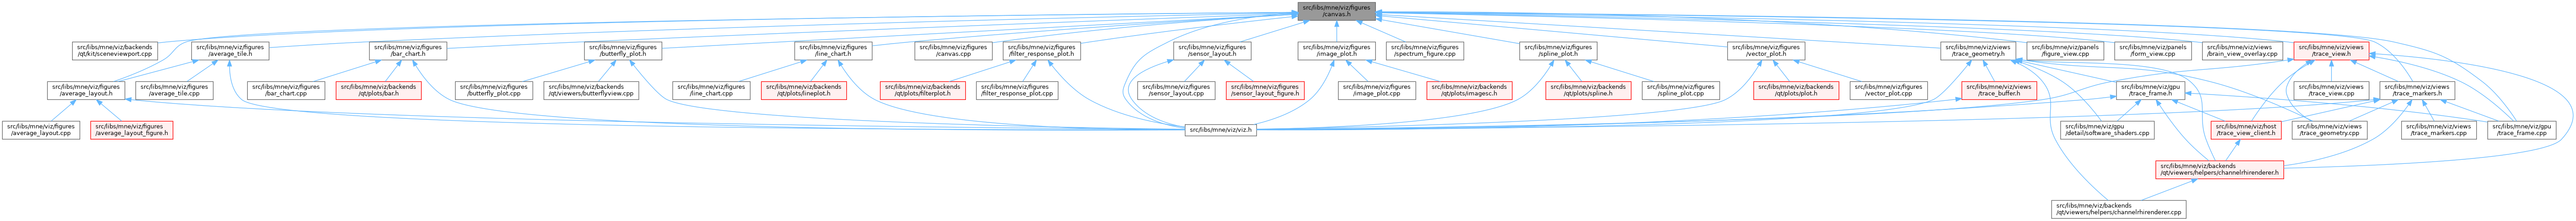 src/libs/mne/viz/figures
/canvas.h
src/libs/mne/viz/backends
/qt/kit/sceneviewport.cpp
src/libs/mne/viz/figures
/average_tile.h
src/libs/mne/viz/figures
/bar_chart.h
src/libs/mne/viz/figures
/butterfly_plot.h
src/libs/mne/viz/figures
/line_chart.h
src/libs/mne/viz/figures
/canvas.cpp
src/libs/mne/viz/figures
/filter_response_plot.h
src/libs/mne/viz/figures
/sensor_layout.h
src/libs/mne/viz/figures
/image_plot.h
src/libs/mne/viz/figures
/spectrum_figure.cpp
src/libs/mne/viz/figures
/spline_plot.h
src/libs/mne/viz/figures
/vector_plot.h
src/libs/mne/viz/views
/trace_geometry.h
src/libs/mne/viz/panels
/figure_view.cpp
src/libs/mne/viz/panels
/form_view.cpp
src/libs/mne/viz/views
/train_view_overlay.cpp
src/libs/mne/viz/views
/trace_view.h
src/libs/mne/viz/figures
/average_layout.h
src/libs/mne/viz/figures
/average_tile.cpp
src/libs/mne/viz/figures
/bar_chart.cpp
src/libs/mne/viz/backends
/qt/plots/bar.h
src/libs/mne/viz/figures
/butterfly_plot.cpp
src/libs/mne/viz/backends
/qt/viewers/butterflyview.cpp
src/libs/mne/viz/figures
/line_chart.cpp
src/libs/mne/viz/backends
/qt/plots/lineplot.h
src/libs/mne/viz/backends
/qt/plots/filterplot.h
src/libs/mne/viz/figures
/filter_response_plot.cpp
src/libs/mne/viz/figures
/sensor_layout.cpp
src/libs/mne/viz/figures
/sensor_layout_figure.h
src/libs/mne/viz/figures
/image_plot.cpp
src/libs/mne/viz/backends
/qt/plots/imagesc.h
src/libs/mne/viz/backends
/qt/plots/spline.h
src/libs/mne/viz/figures
/spline_plot.cpp
src/libs/mne/viz/backends
/qt/plots/plot.h
src/libs/mne/viz/figures
/vector_plot.cpp
src/libs/mne/viz/views
/trace_buffer.h
src/libs/mne/viz/gpu
/trace_frame.h
src/libs/mne/viz/views
/trace_view.cpp
src/libs/mne/viz/views
/trace_markers.h
src/libs/mne/viz/figures
/average_layout.cpp
src/libs/mne/viz/figures
/average_layout_figure.h
src/libs/mne/viz/viz.h
src/libs/mne/viz/gpu
/detail/software_shaders.cpp
src/libs/mne/viz/host
/trace_view_client.h
src/libs/mne/viz/views
/trace_geometry.cpp
src/libs/mne/viz/views
/trace_markers.cpp
src/libs/mne/viz/gpu
/trace_frame.cpp
src/libs/mne/viz/backends
/qt/viewers/helpers/channelrhirenderer.h
src/libs/mne/viz/backends
/qt/viewers/helpers/channelrhirenderer.cpp